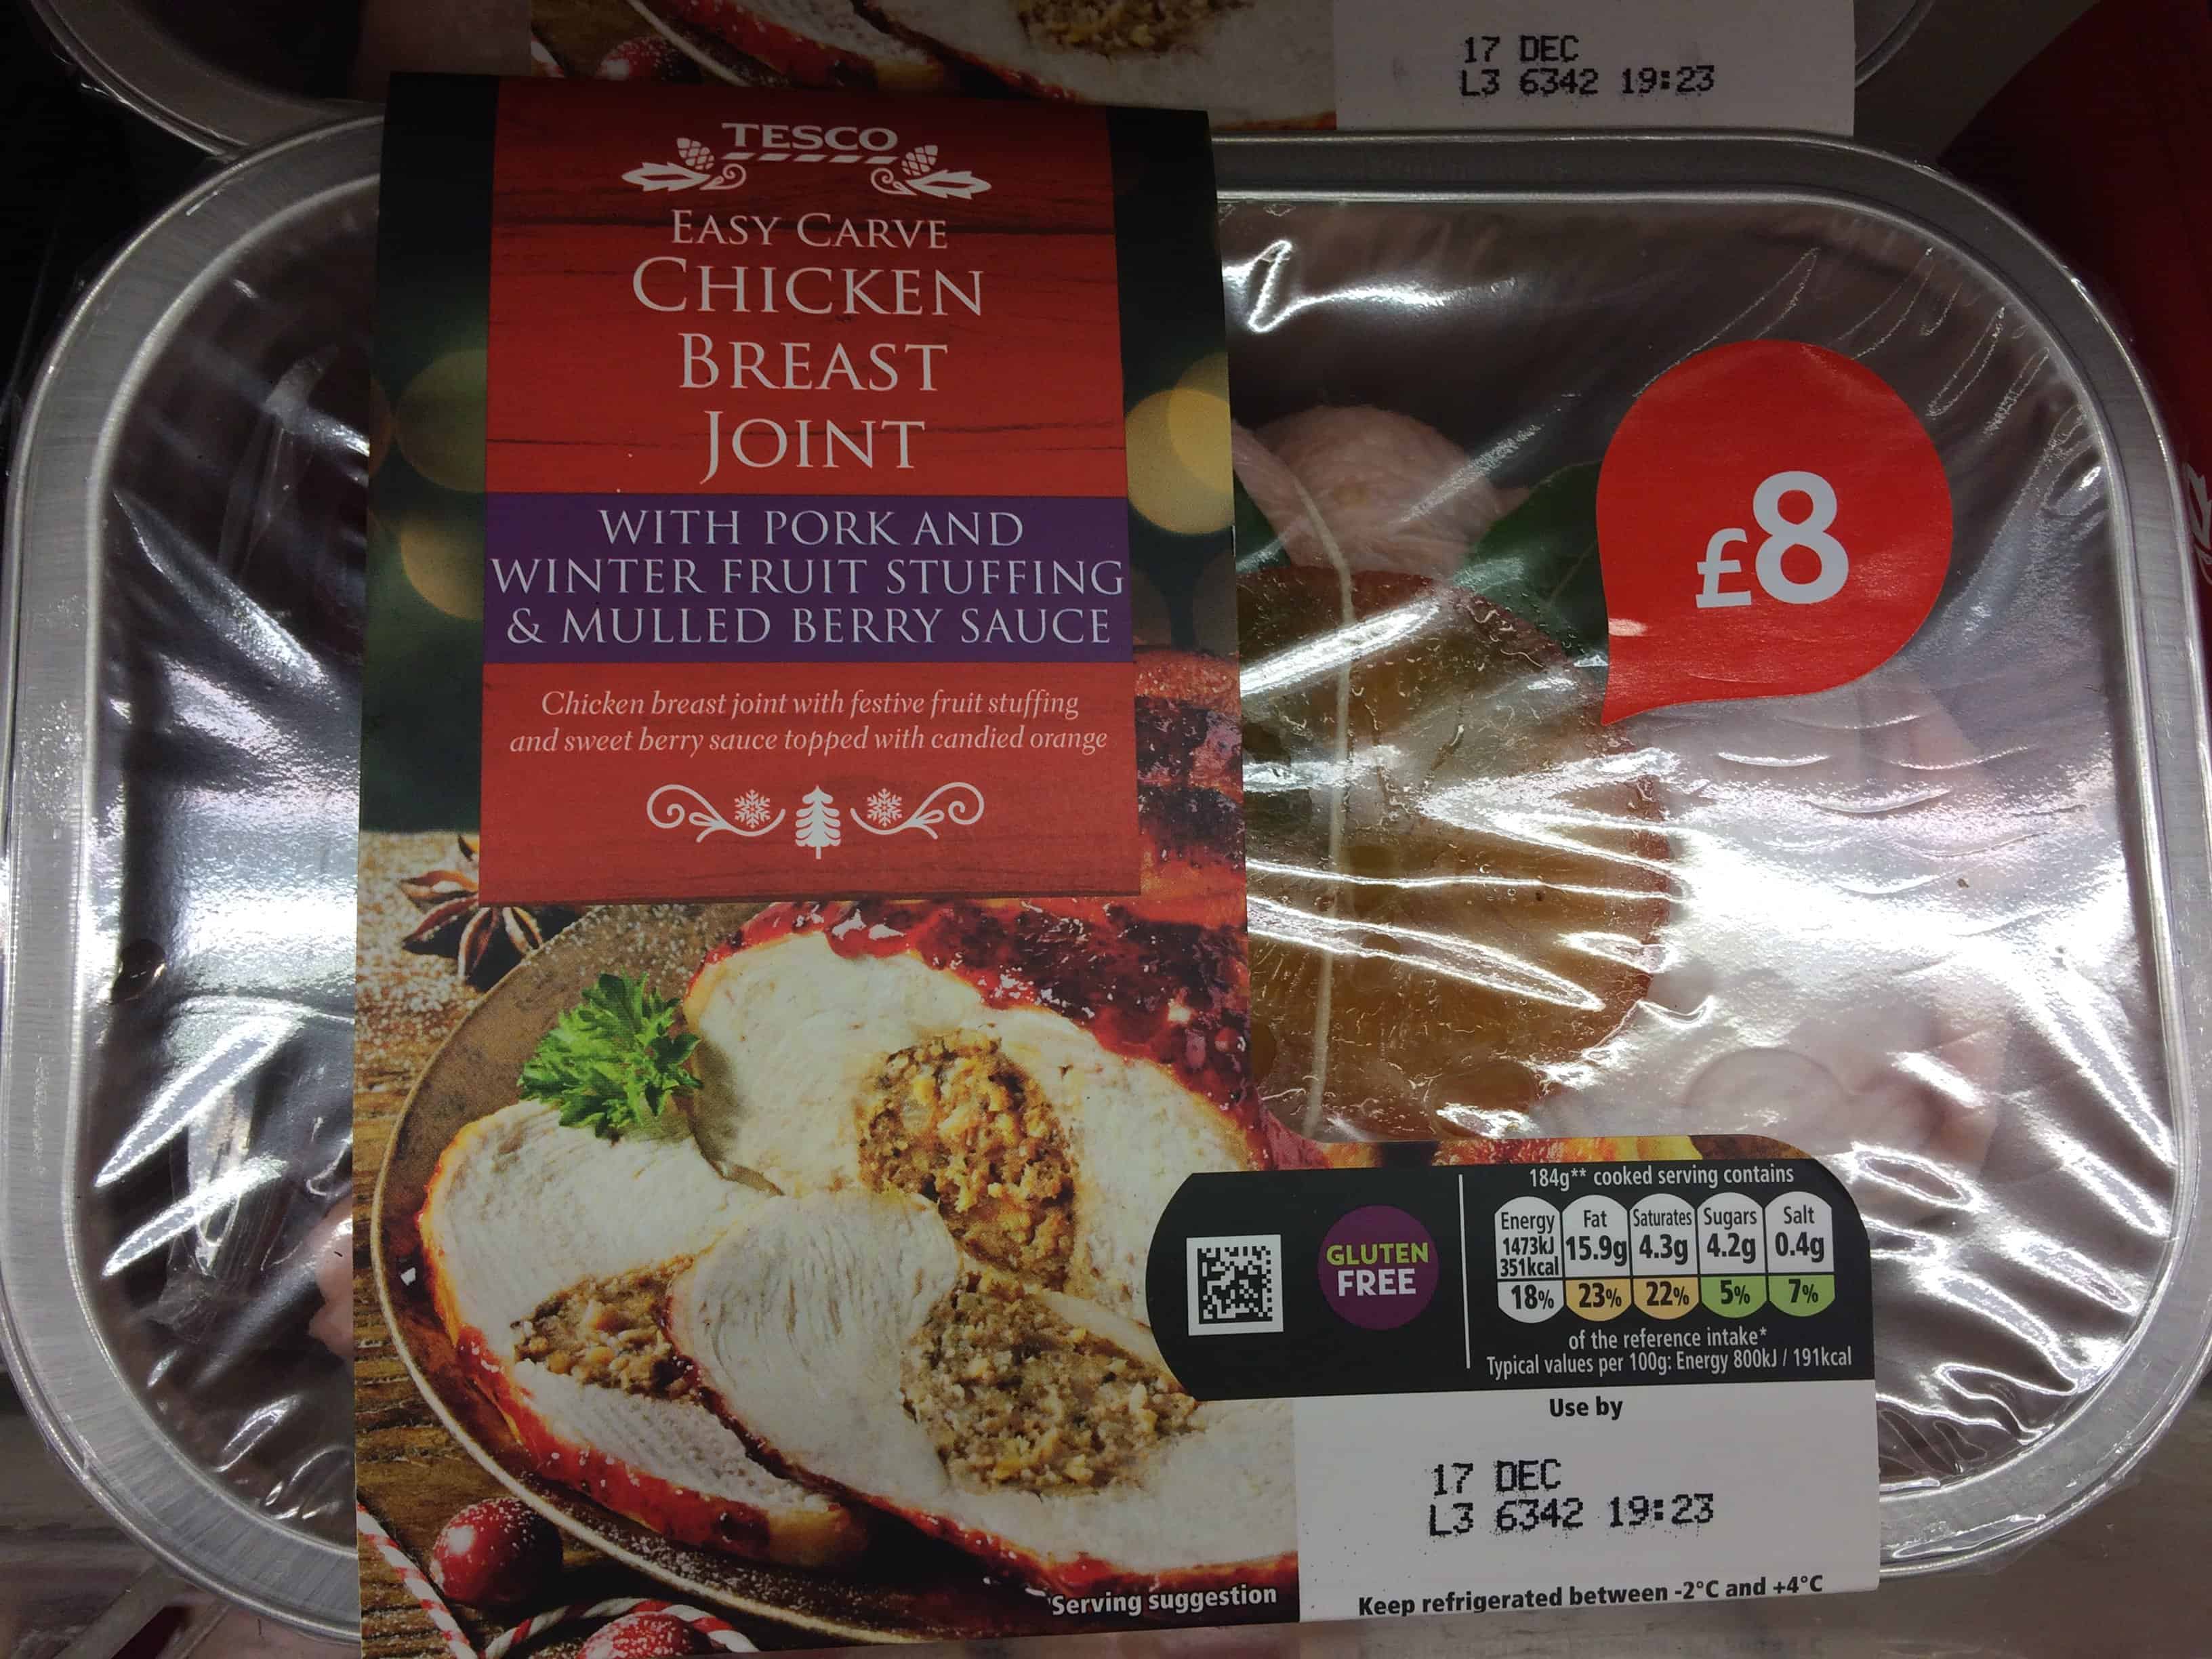 17 DEC
L3 6342 19:23
TESCO
EASY CARVE
CHICKEN
BREAST
JOINT
WITH PORK AND
WINTER FRUIT STUFFING
& MULLED BERRY SAUCE
Chicken breast joint with festive fruit stuffing
and sweet berry sauce topped with candied orange
£8
184g** cooked serving contains
Energy Fat Saturates Sugars Salt
1473kJ 351kcal 15.9g 4.3g 4.2g 0.4g
18% 23% 22% 5% 7%
of the reference intake*
Typical values per 100g: Energy 800kJ / 191kcal
GLUTEN
FREE
Use by
17 DEC
L3 6342 19:23
Serving suggestion
Keep refrigerated between -2°C and +4°C